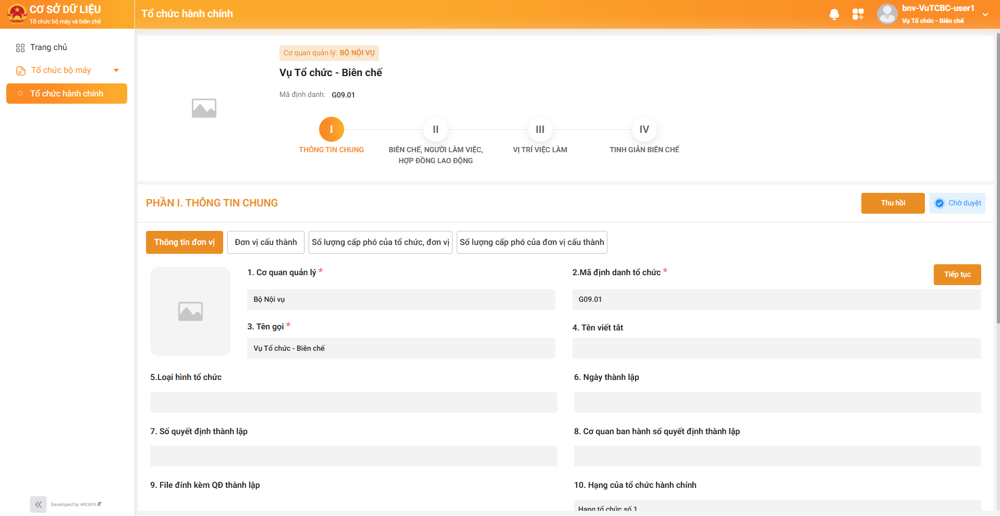 CƠ SỞ DỮ LIỆU
Tổ chức bộ máy và biên chế
Tổ chức hành chính
bnv-VuTCBC-user1
Vụ Tổ chức - Biên chế
Trang chủ
Tổ chức bộ máy
Tổ chức hành chính
Cơ quan quản lý: BỘ NỘI VỤ
Vụ Tổ chức - Biên chế
Mã định danh: G09.01
I
II
III
IV
THÔNG TIN CHUNG
BIÊN CHẾ, NGƯỜI LÀM VIỆC,
HỢP ĐỒNG LAO ĐỘNG
VỊ TRÍ VIỆC LÀM
TINH GIẢN BIÊN CHẾ
PHẦN I. THÔNG TIN CHUNG
Thu hồi
Chờ duyệt
Thông tin đơn vị
Đơn vị cấu thành
Số lượng cấp phó của tổ chức, đơn vị
Số lượng cấp phó của đơn vị cấu thành
1. Cơ quan quản lý *
2.Mã định danh tổ chức *
Tiếp tục
Bộ Nội vụ
G09.01
3. Tên gọi *
4. Tên viết tắt
Vụ Tổ chức - Biên chế
5.Loại hình tổ chức
6. Ngày thành lập
7. Số quyết định thành lập
8. Cơ quan ban hành số quyết định thành lập
9. File đính kèm QĐ thành lập
10. Hạng của tổ chức hành chính
Hạng tổ chức số 1
Developed by elcom